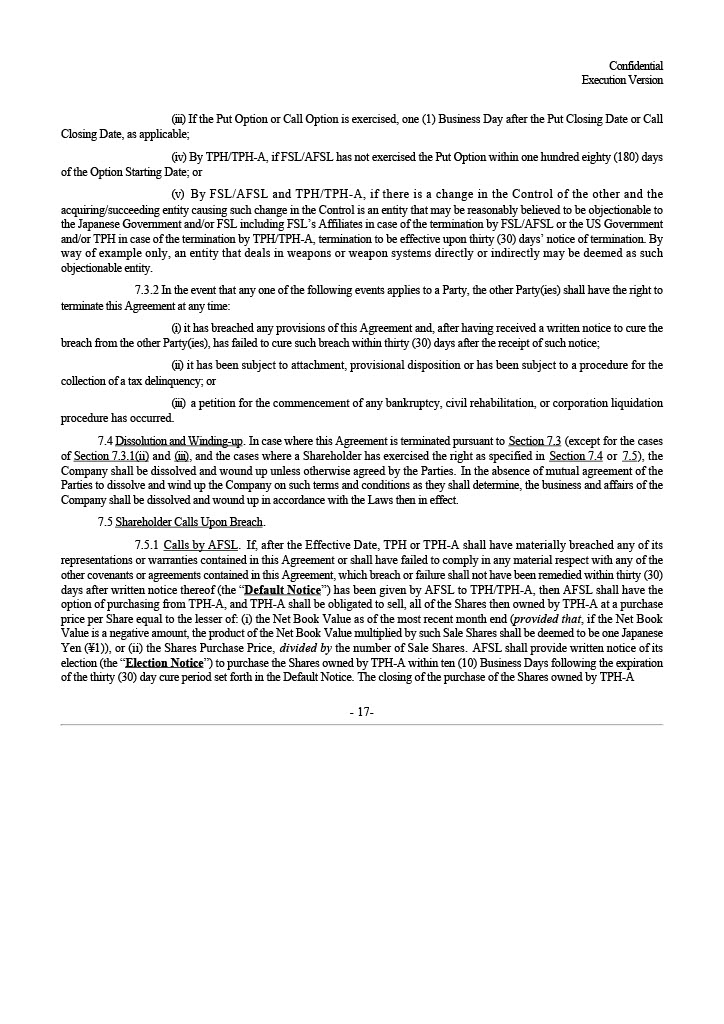 Confidential
Execution Version
(iii) If the Put Option or Call Option is exercised, one (1) Business Day after the Put Closing Date or Call
Closing Date, as applicable;
(iv) By TPH/TPH-A, if FSL/AFSL has not exercised the Put Option within one hundred eighty (180) days
of the Option Starting Date; or
(v) By FSL/AFSL and TPH/TPH-A, if there is a change in the Control of the other and the
acquiring/succeeding entity causing such change in the Control is an entity that may be reasonably believed to be objectionable to
the Japanese Government and/or FSL including FSL's Affiliates in case of the termination by FSL/AFSL or the US Government
and/or TPH in case of the termination by TPH/TPH-A, termination to be effective upon thirty (30) days' notice of termination. By
way of example only, an entity that deals in weapons or weapon systems directly or indirectly may be deemed as such
objectionable entity.
7.3.2 In the event that any one of the following events applies to a Party, the other Party(ies) shall have the right to
terminate this Agreement at any time:
(i) it has breached any provisions of this Agreement and, after having received a written notice to cure the
breach from the other Party(ies), has failed to cure such breach within thirty (30) days after the receipt of such notice;
(ii) it has been subject to attachment, provisional disposition or has been subject to a procedure for the
collection of a tax delinquency; or
(iii) a petition for the commencement of any bankruptcy, civil rehabilitation, or corporation liquidation
procedure has occurred.
7.4 Dissolution and Winding-up. In case where this Agreement is terminated pursuant to Section 7.3 (except for the cases
of Section 7.3.1(ii) and (iii), and the cases where a Shareholder has exercised the right as specified in Section 7.4 or 7.5), the
Company shall be dissolved and wound up unless otherwise agreed by the Parties. In the absence of mutual agreement of the
Parties to dissolve and wind up the Company on such terms and conditions as they shall determine, the business and affairs of the
Company shall be dissolved and wound up in accordance with the Laws then in effect.
7.5 Shareholder Calls Upon Breach.
7.5.1 Calls by AFSL. If, after the Effective Date, TPH or TPH-A shall have materially breached any of its
representations or warranties contained in this Agreement or shall have failed to comply in any material respect with any of the
other covenants or agreements contained in this Agreement, which breach or failure shall not have been remedied within thirty (30)
days after written notice thereof (the “Default Notice”) has been given by AFSL to TPH/TPH-A, then AFSL shall have the
option of purchasing from TPH-A, and TPH-A shall be obligated to sell, all of the Shares then owned by TPH-A at a purchase
price per Share equal to the lesser of: (i) the Net Book Value as of the most recent month end (provided that, if the Net Book
Value is a negative amount, the product of the Net Book Value multiplied by such Sale Shares shall be deemed to be one Japanese
Yen (¥1)), or (ii) the Shares Purchase Price, divided by the number of Sale Shares. AFSL shall provide written notice of its
election (the “Election Notice”) to purchase the Shares owned by TPH-A within ten (10) Business Days following the expiration
of the thirty (30) day cure period set forth in the Default Notice. The closing of the purchase of the Shares owned by TPH-A
- 17-